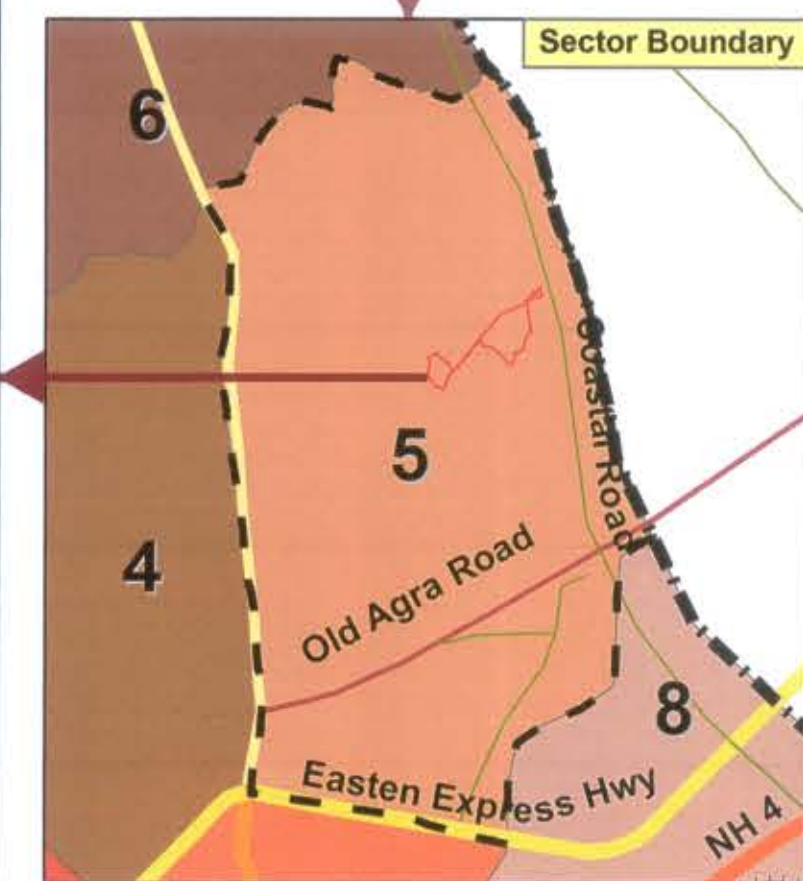 Sector Boundary
6
Coastal Road
5
4
Old Agra Road
8
Easten Express Hwy
NH 4